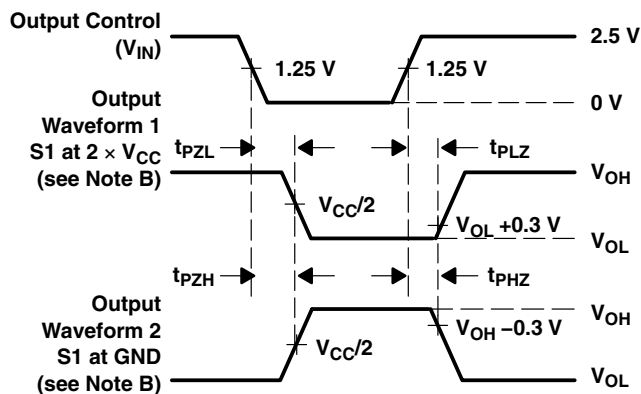 Output Control
(VIN)
2.5 V
1.25 V
1.25 V
0 V
Output
Waveform 1
S1 at 2 × VCC
(see Note B)
tPZL
tPLZ
VOH
VCC/2
VOL +0.3 V
VOL
tPZH
tPHZ
Output
Waveform 2
S1 at GND
(see Note B)
VOH
VOH −0.3 V
VCC/2
VOL